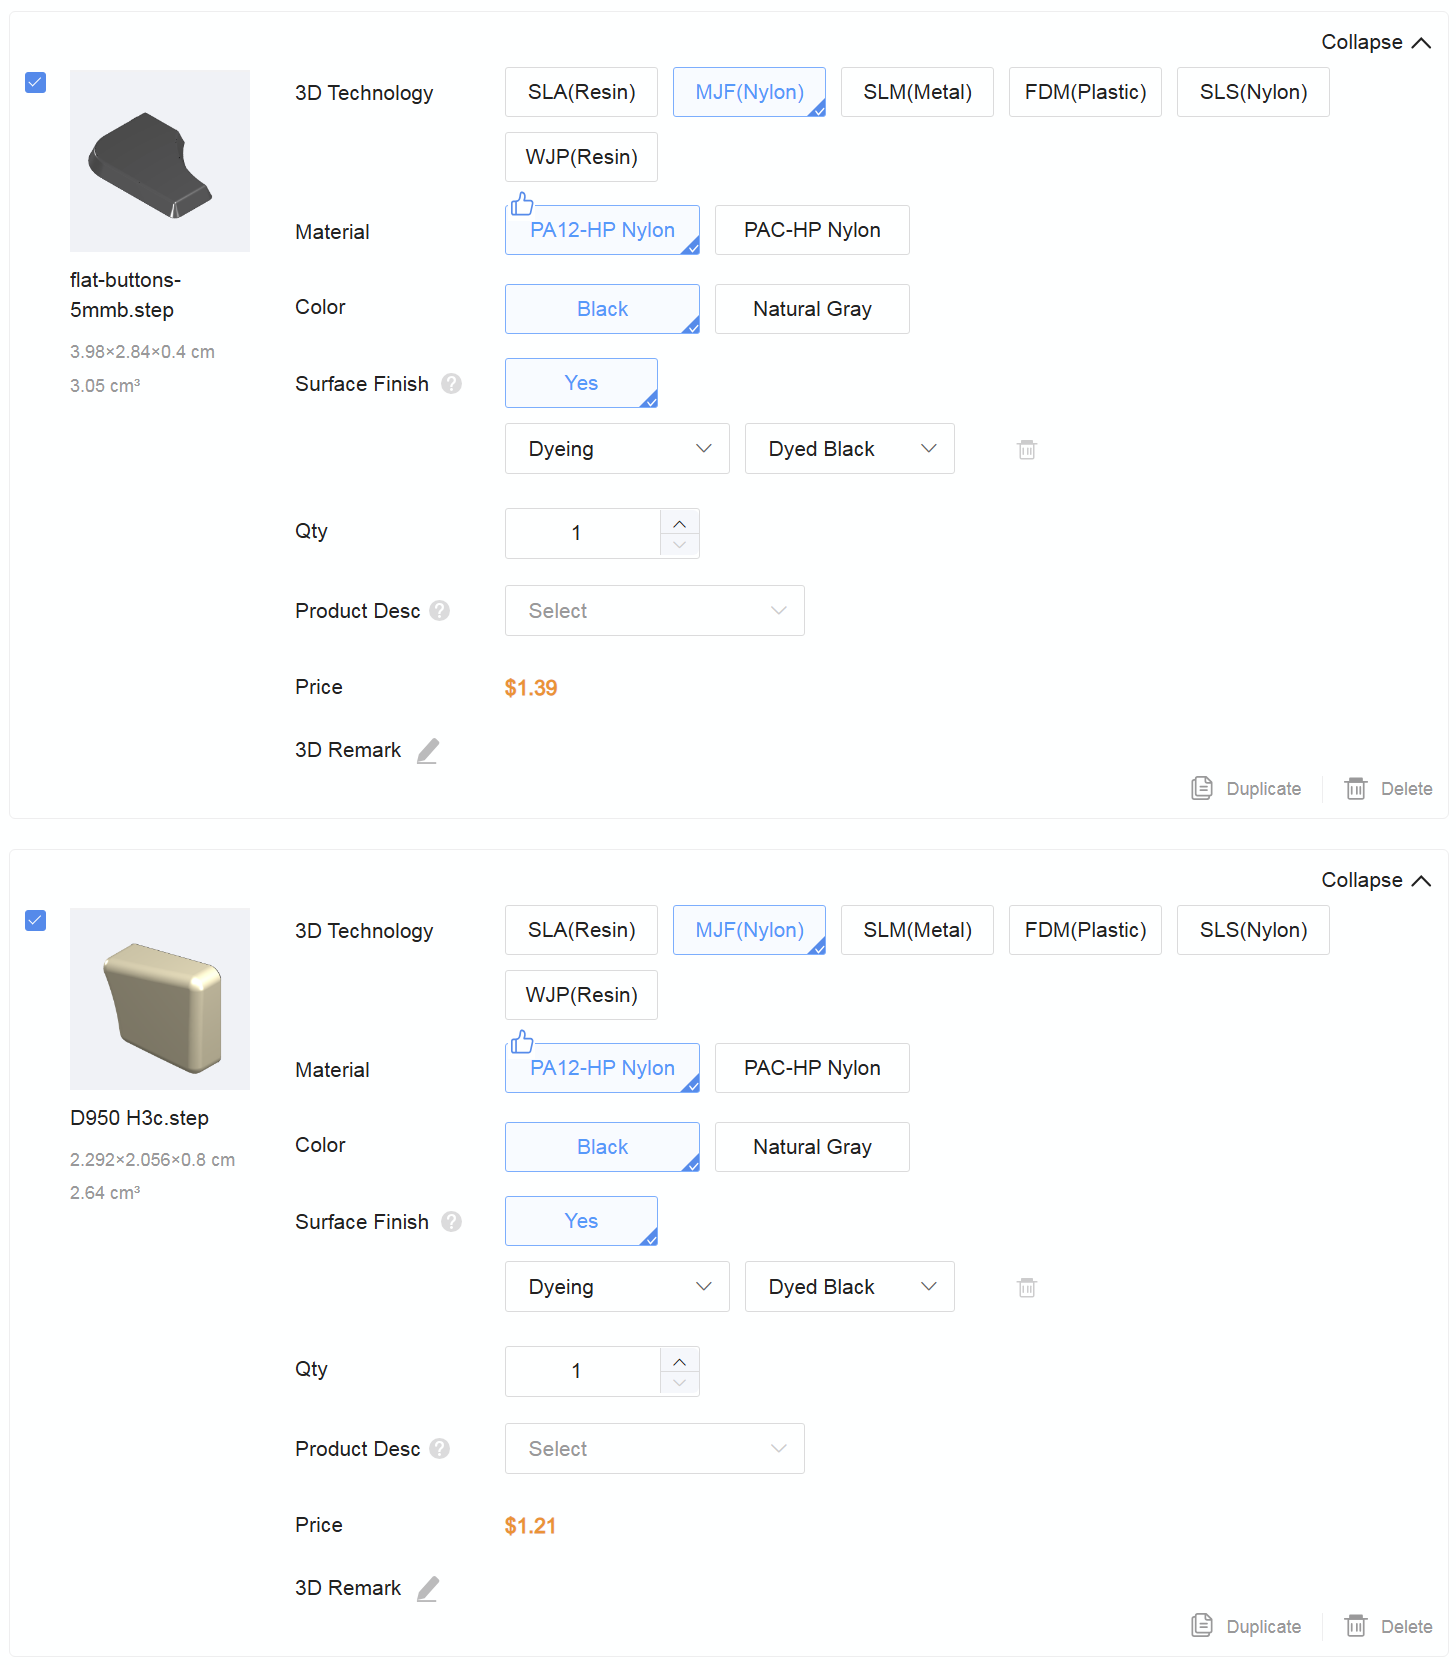 Collapse
3D Technology
SLA(Resin) MJF(Nylon) SLM(Metal) FDM(Plastic) SLS(Nylon)
WJP(Resin)
Material
PA12-HP Nylon PAC-HP Nylon
flat-buttons-
5mmb.step
3.98×2.84×0.4 cm
3.05 cm³
Color
Black Natural Gray
Surface Finish ?
Yes
Dyeing Dyed Black
Qty
1
Product Desc ?
Select
Price
$1.39
3D Remark
Duplicate Delete
Collapse
3D Technology
SLA(Resin) MJF(Nylon) SLM(Metal) FDM(Plastic) SLS(Nylon)
WJP(Resin)
Material
PA12-HP Nylon PAC-HP Nylon
D950 H3c.step
2.292×2.056×0.8 cm
2.64 cm³
Color
Black Natural Gray
Surface Finish ?
Yes
Dyeing Dyed Black
Qty
1
Product Desc ?
Select
Price
$1.21
3D Remark
Duplicate Delete